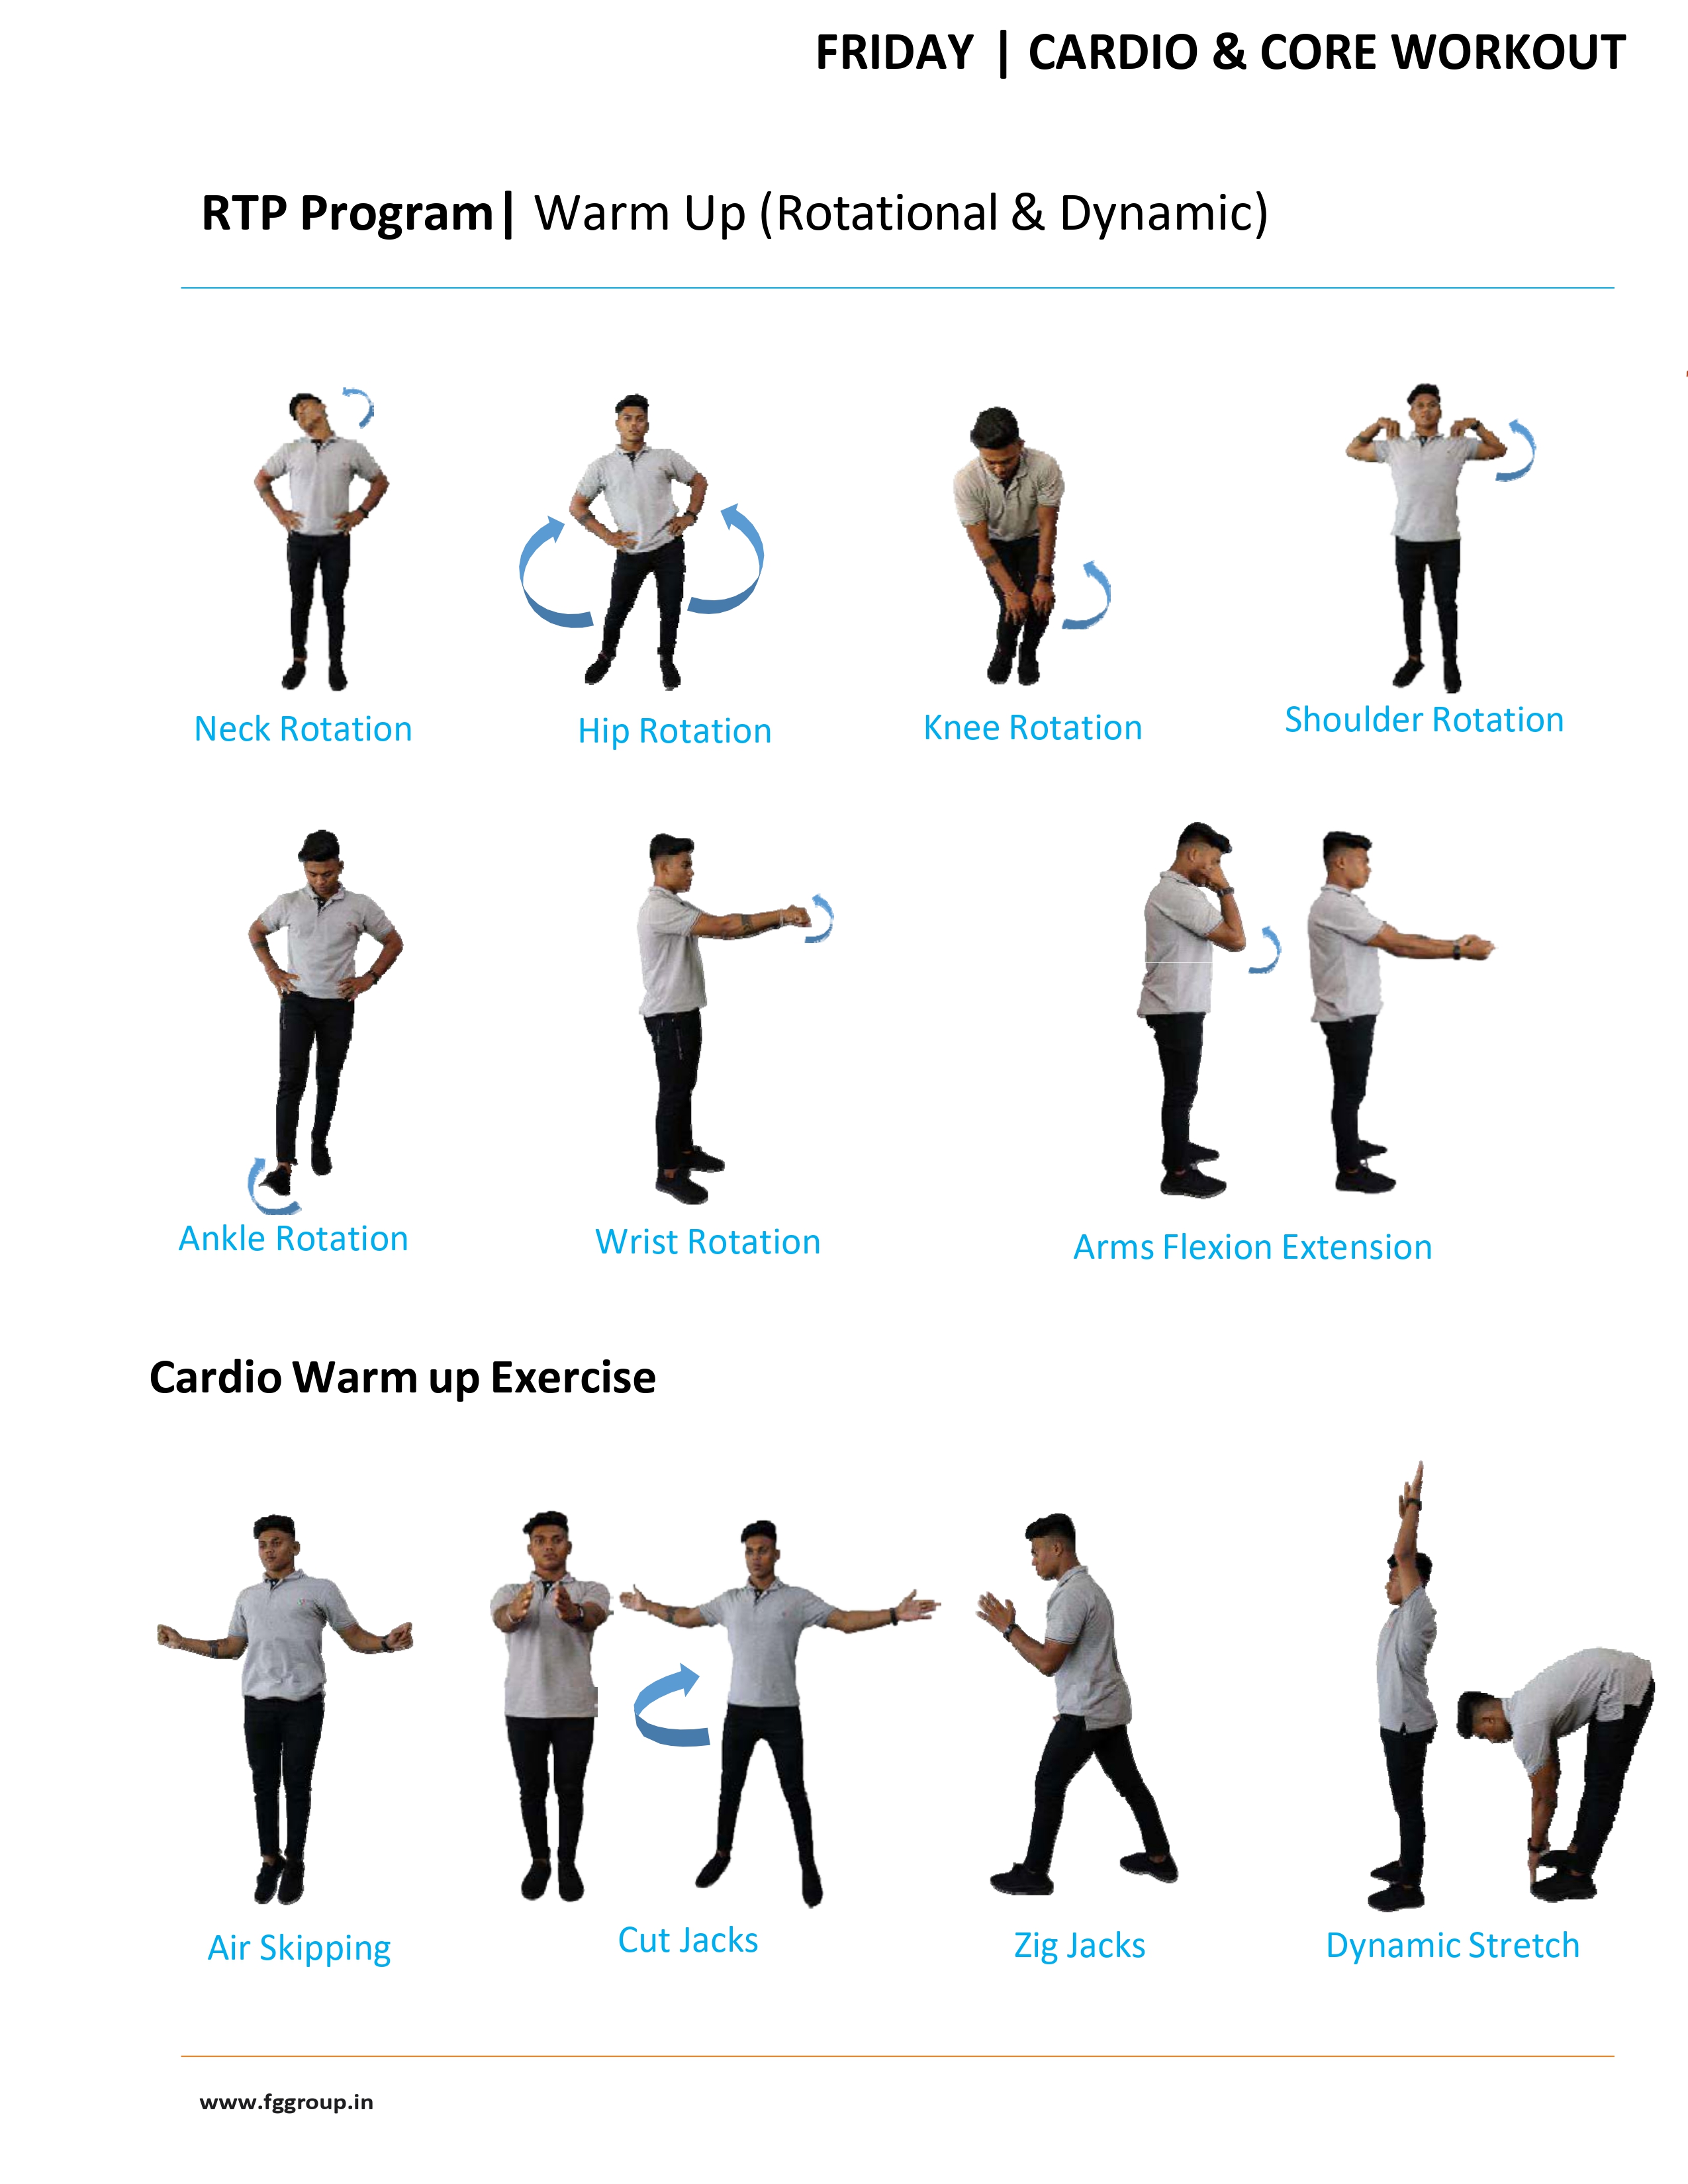 FRIDAY | CARDIO & CORE WORKOUT
RTP Program| Warm Up (Rotational & Dynamic)
Neck Rotation
Hip Rotation
Knee Rotation
Shoulder Rotation
Ankle Rotation
Wrist Rotation
Arms Flexion Extension
Cardio Warm up Exercise
Air Skipping
Cut Jacks
Zig Jacks
Dynamic Stretch
www.fggroup.in